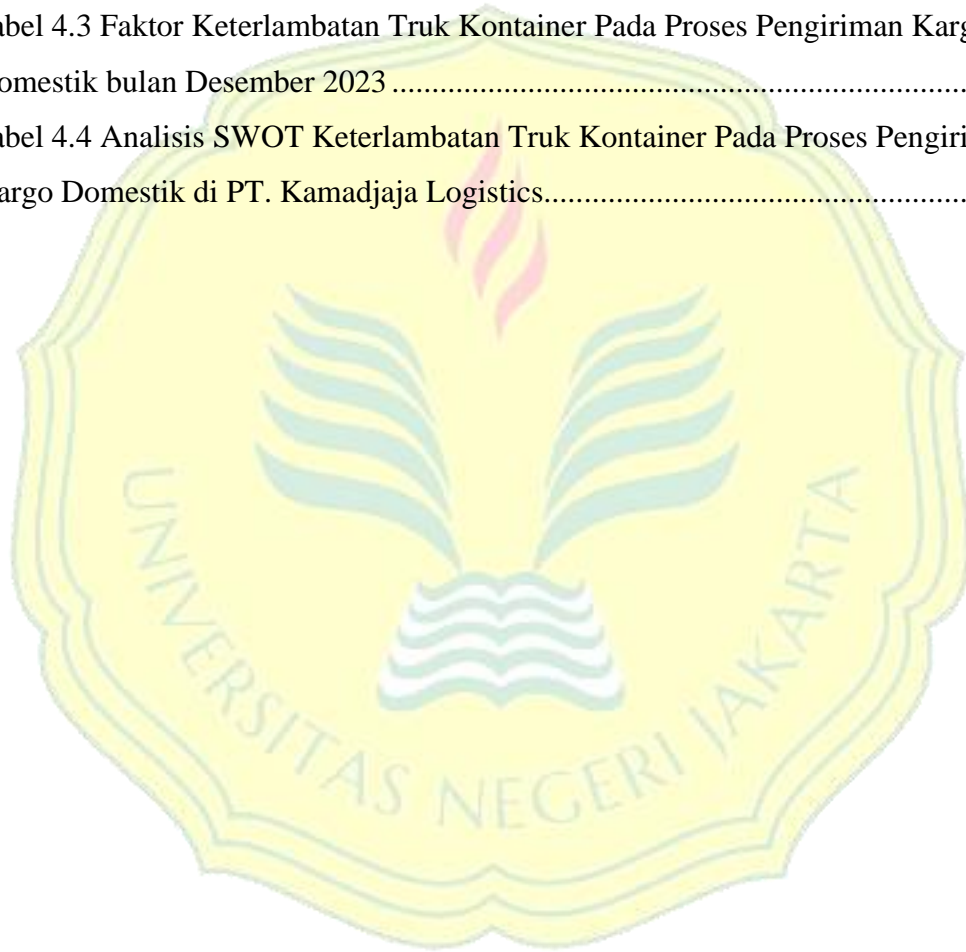 abel 4.3 Faktor Keterlambatan Truk Kontainer Pada Proses Pengiriman Karg
omestik bulan Desember 2023 ....................................................................................................
abel 4.4 Analisis SWOT Keterlambatan Truk Kontainer Pada Proses Pengiri
argo Domestik di PT. Kamadjaja Logistics.......................................................................
UNIVERSITAS NEGERI JAKARTA